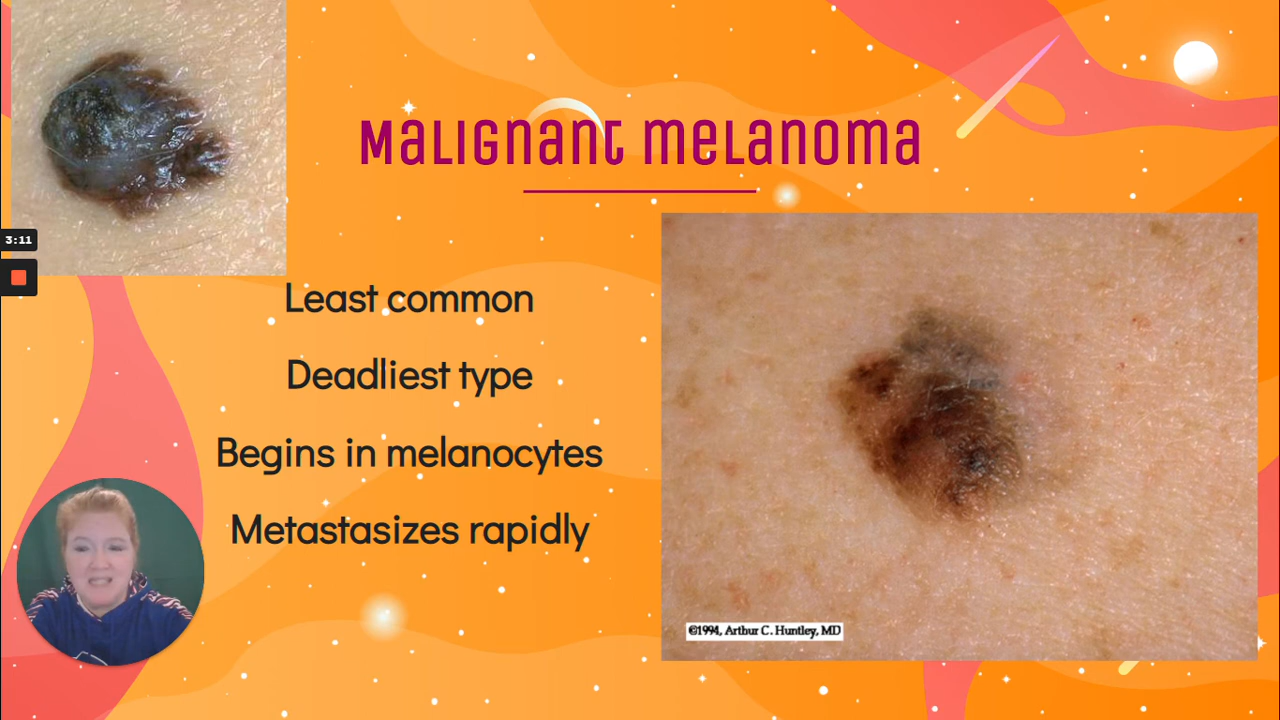 Malignant melanoma
3:11
Least common
Deadliest type
Begins in melanocytes
Metastasizes rapidly
©1994, Arthur C. Huntley, MD